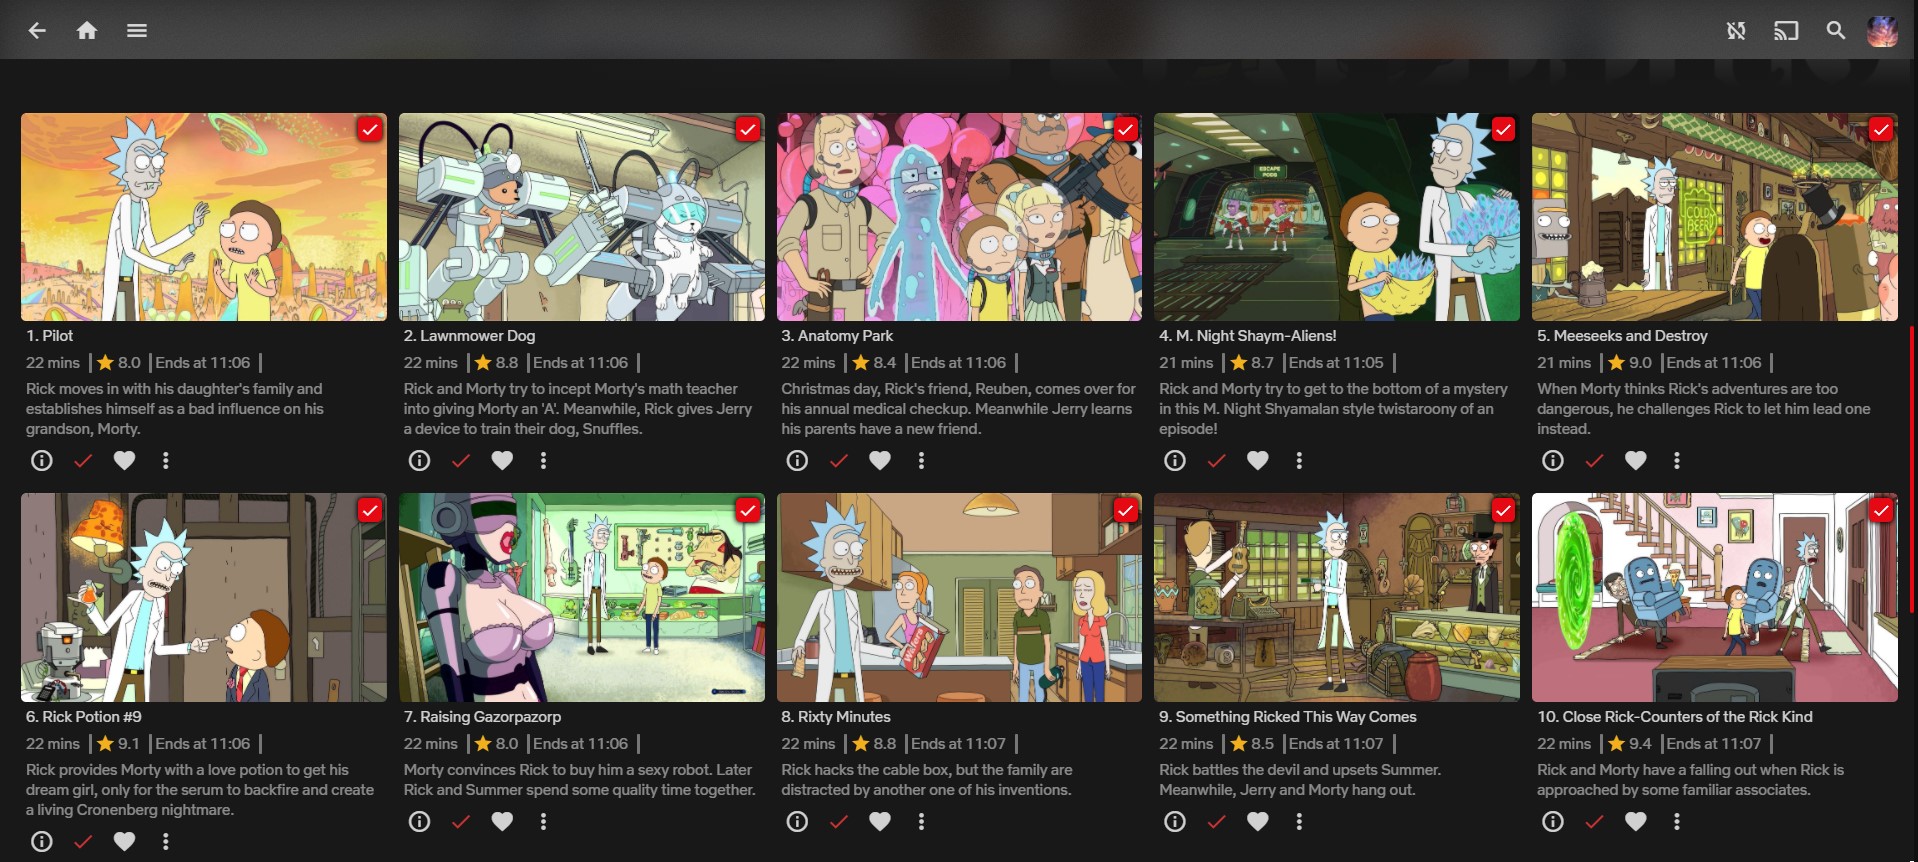 ESCAPE
PODS
COLD
BEER
1. Pilot
22 mins 8.0 Ends at 11:06
Rick moves in with his daughter's family and
establishes himself as a bad influence on his
grandson, Morty.
2. Lawnmower Dog
22 mins 8.8 Ends at 11:06
Rick and Morty try to incept Morty's math teacher
into giving Morty an 'A'. Meanwhile, Rick gives Jerry
a device to train their dog, Snuffles.
3. Anatomy Park
22 mins 8.4 Ends at 11:06
Christmas day, Rick's friend, Reuben, comes over for
his annual medical checkup. Meanwhile Jerry learns
his parents have a new friend.
4. M. Night Shaym-Aliens!
21 mins 8.7 Ends at 11:05
Rick and Morty try to get to the bottom of a mystery
in this M. Night Shyamalan style twistaroony of an
episode!
5. Meeseeks and Destroy
21 mins 9.0 Ends at 11:06
When Morty thinks Rick's adventures are too
dangerous, he challenges Rick to let him lead one
instead.
6. Rick Potion #9
22 mins 9.1 Ends at 11:06
Rick provides Morty with a love potion to get his
dream girl, only for the serum to backfire and create
a living Cronenberg nightmare.
7. Raising Gazorpazorp
22 mins 8.0 Ends at 11:06
Morty convinces Rick to buy him a sexy robot. Later
Rick and Summer spend some quality time together.
8. Rixty Minutes
22 mins 8.8 Ends at 11:07
Rick hacks the cable box, but the family are
distracted by another one of his inventions.
9. Something Ricked This Way Comes
22 mins 8.5 Ends at 11:07
Rick battles the devil and upsets Summer.
Meanwhile, Jerry and Morty hang out.
10. Close Rick-Counters of the Rick Kind
22 mins 9.4 Ends at 11:07
Rick and Morty have a falling out when Rick is
approached by some familiar associates.